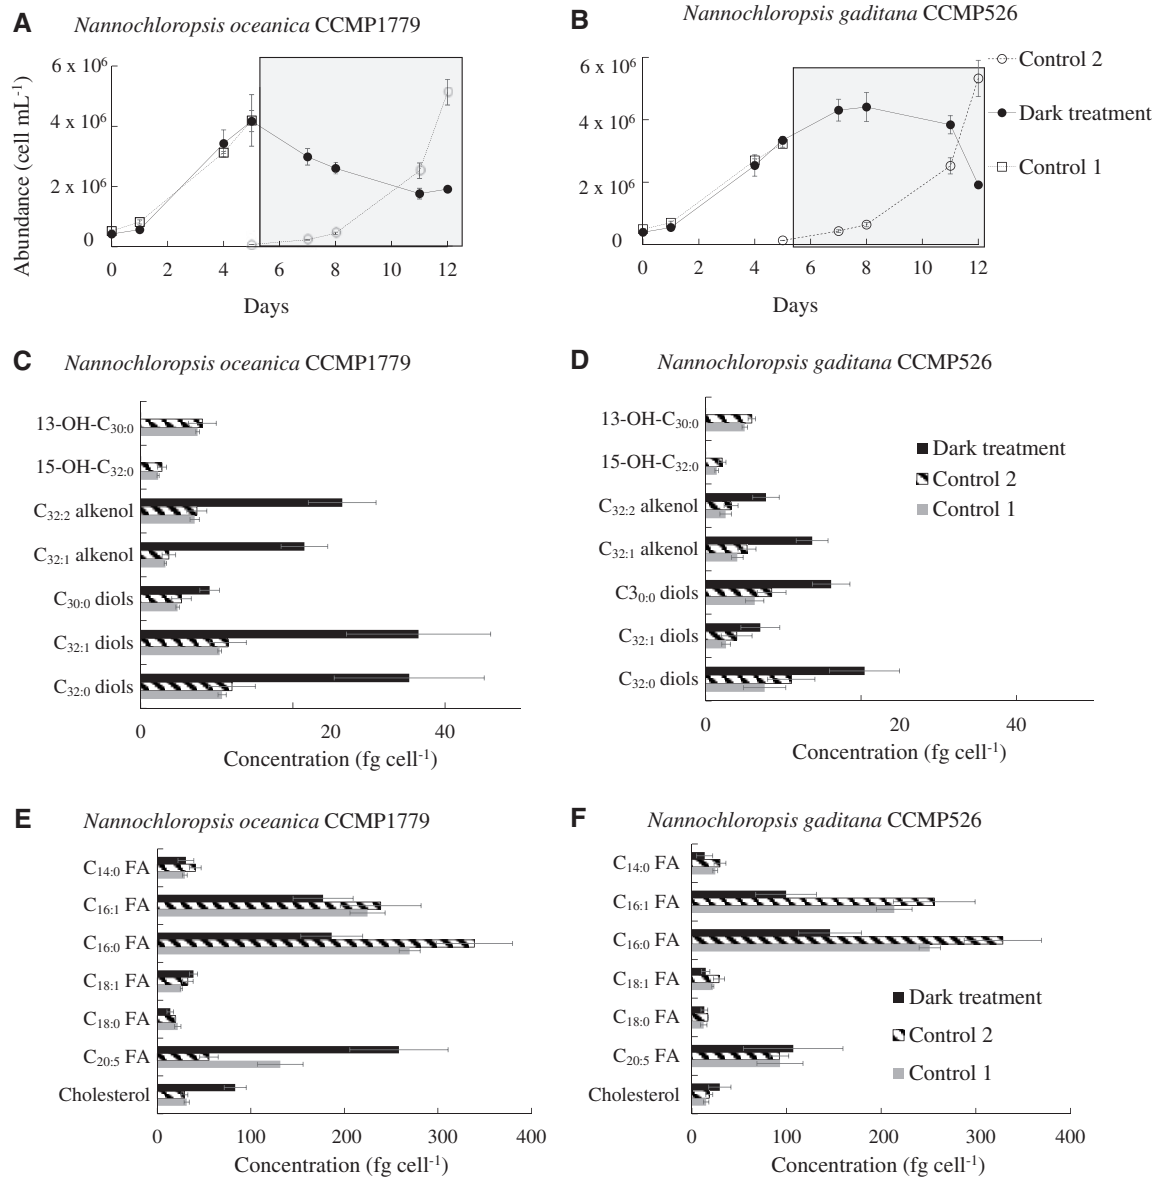 A Nannochloropsis oceanica CCMP1779
B Nannochloropsis gaditana CCMP526
Abundance (cell mL⁻¹)
6 x 10⁶
4 x 10⁶
2 x 10⁶
0
0 2 4 6 8 10 12
Days
6 x 10⁶
4 x 10⁶
2 x 10⁶
0
0 2 4 6 8 10 12
Days
Control 2
Dark treatment
Control 1
C Nannochloropsis oceanica CCMP1779
13-OH-C₃₀:₀
15-OH-C₃₂:₀
C₃₂:₂ alkenol
C₃₂:₁ alkenol
C₃₀:₀ diols
C₃₂:₁ diols
C₃₂:₀ diols
0 20 40
Concentration (fg cell⁻¹)
D Nannochloropsis gaditana CCMP526
13-OH-C₃₀:₀
15-OH-C₃₂:₀
C₃₂:₂ alkenol
C₃₂:₁ alkenol
C3₀:₀ diols
C₃₂:₁ diols
C₃₂:₀ diols
0 20 40
Concentration (fg cell⁻¹)
Dark treatment
Control 2
Control 1
E Nannochloropsis oceanica CCMP1779
C₁₄:₀ FA
C₁₆:₁ FA
C₁₆:₀ FA
C₁₈:₁ FA
C₁₈:₀ FA
C₂₀:₅ FA
Cholesterol
0 100 200 300 400
Concentration (fg cell⁻¹)
F Nannochloropsis gaditana CCMP526
C₁₄:₀ FA
C₁₆:₁ FA
C₁₆:₀ FA
C₁₈:₁ FA
C₁₈:₀ FA
C₂₀:₅ FA
Cholesterol
0 100 200 300 400
Concentration (fg cell⁻¹)
Dark treatment
Control 2
Control 1